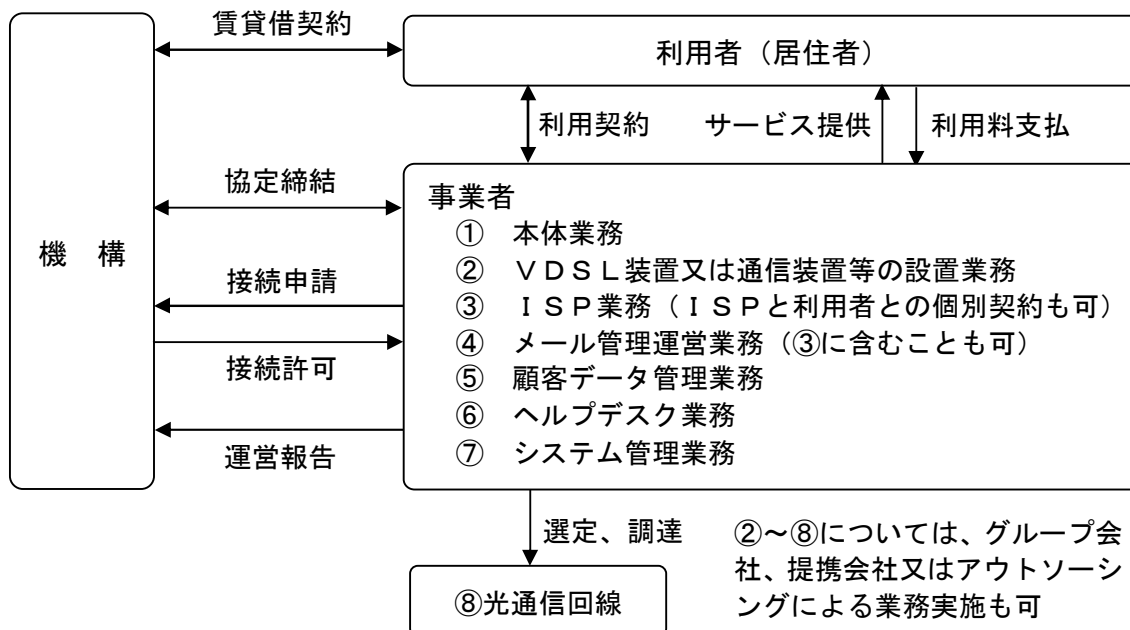 賃貸借契約
利用者（居住者）
利用契約
サービス提供
利用料支払
機　構
協定締結
接続申請
接続許可
運営報告
事業者
①　本体業務
②　ＶＤＳＬ装置又は通信装置等の設置業務
③　ＩＳＰ業務（ＩＳＰと利用者との個別契約も可）
④　メール管理運営業務（③に含むことも可）
⑤　顧客データ管理業務
⑥　ヘルプデスク業務
⑦　システム管理業務
選定、調達
⑧光通信回線
②～⑧については、グループ会
社、提携会社又はアウトソーシ
ングによる業務実施も可